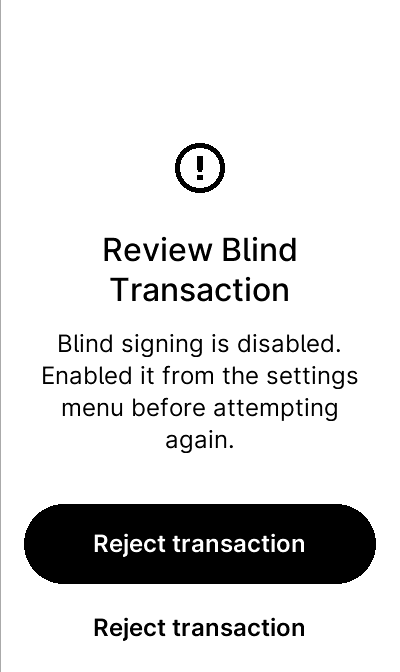 Review Blind
Transaction
Blind signing is disabled.
Enabled it from the settings
menu before attempting
again.
Reject transaction
Reject transaction